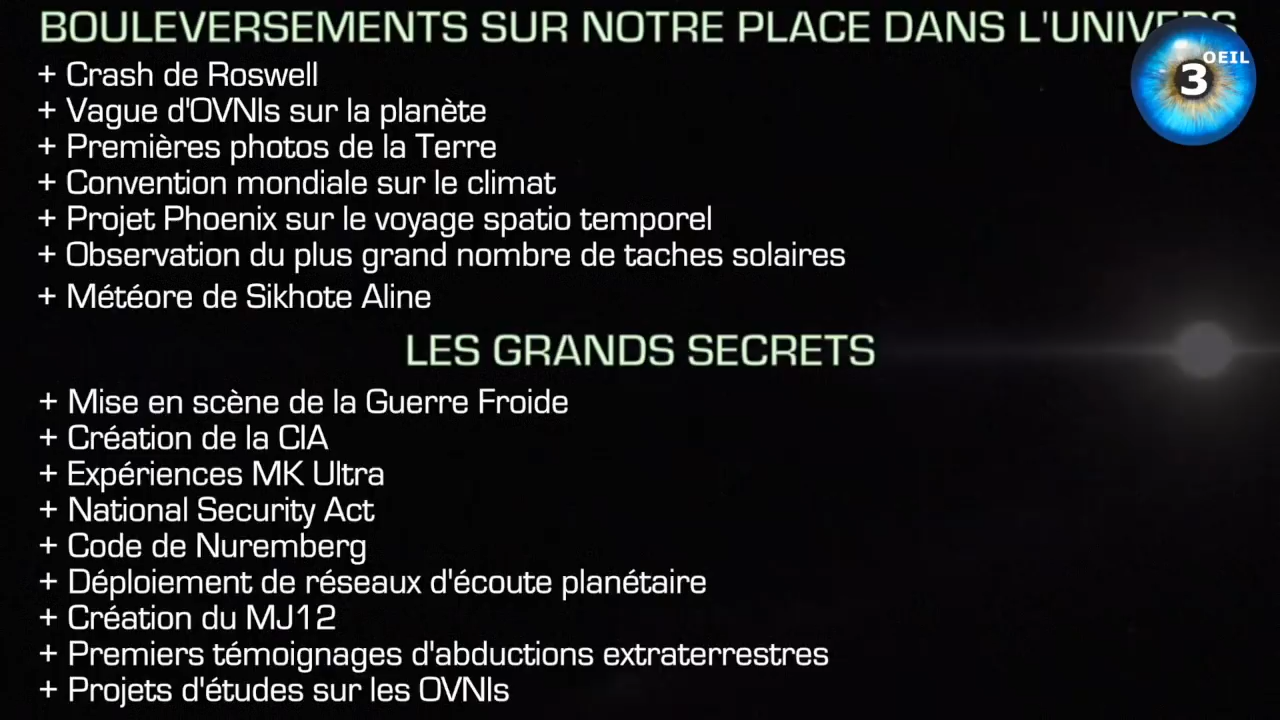 BOULEVERSEMENTS SUR NOTRE PLACE DANS L'UNIVERS
OEIL
3
+ Crash de Roswell
+ Vague d'OVNIs sur la planète
+ Premières photos de la Terre
+ Convention mondiale sur le climat
+ Projet Phoenix sur le voyage spatio temporel
+ Observation du plus grand nombre de taches solaires
+ Météore de Sikhote Aline
LES GRANDS SECRETS
+ Mise en scène de la Guerre Froide
+ Création de la CIA
+ Expériences MK Ultra
+ National Security Act
+ Code de Nuremberg
+ Déploiement de réseaux d'écoute planétaire
+ Création du MJ12
+ Premiers témoignages d'abductions extraterrestres
+ Projets d'études sur les OVNIs